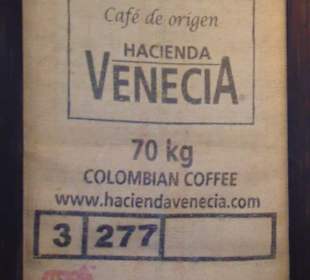 Café de origen
HACIENDA
VENECIA®
70 kg
COLOMBIAN COFFEE
www.haciendavenecia.com
3 277